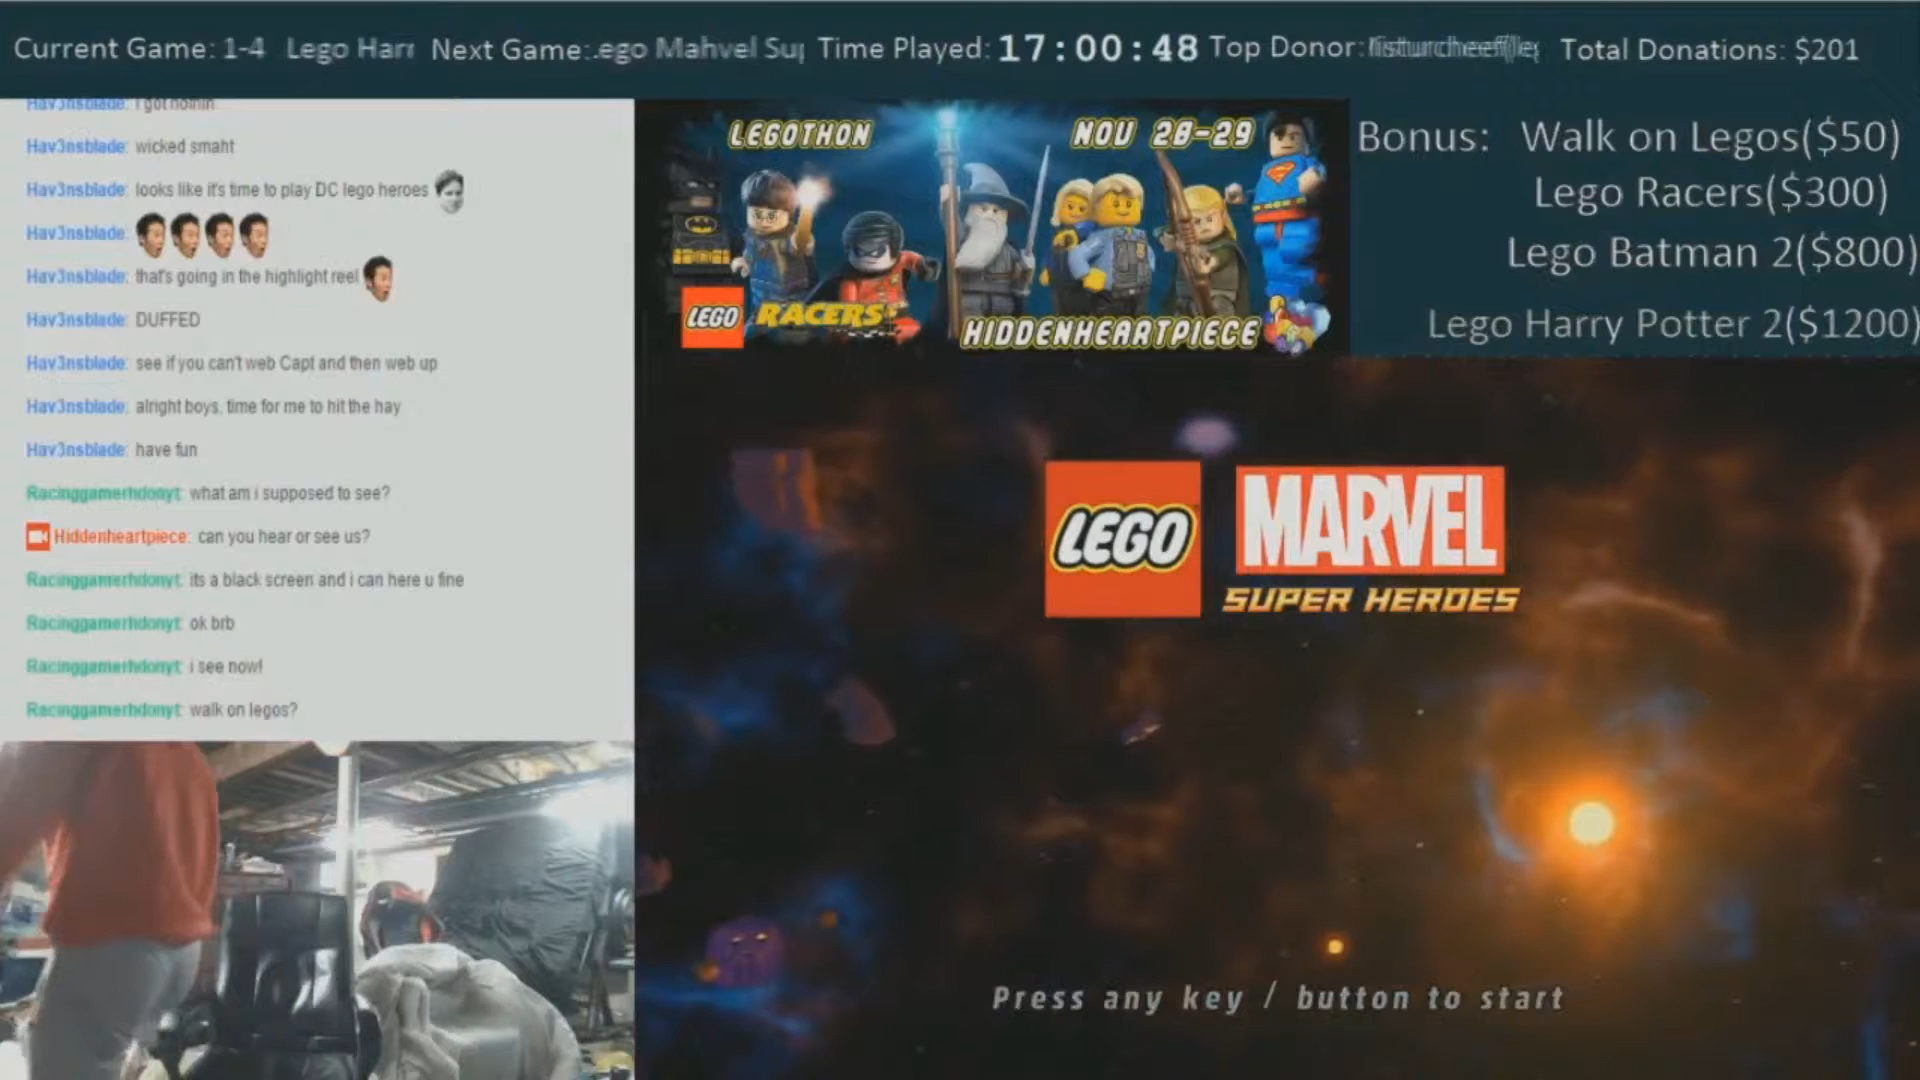 Current Game: 1-4 Lego Harr
Next Game: ego Mahvel Sup
Time Played: 17:00:48
Top Donor:
Total Donations: $201
Hav3nsblade: i got nothin
Hav3nsblade: wicked smaht
Hav3nsblade: looks like it's time to play DC lego heroes
Hav3nsblade:
Hav3nsblade: that's going in the highlight reel
Hav3nsblade: DUFFED
Hav3nsblade: see if you can't web Capt and then web up
Hav3nsblade: alright boys, time for me to hit the hay
Hav3nsblade: have fun
Racinggamerhdonyt: what am i supposed to see?
Hiddenheartpiece: can you hear or see us?
Racinggamerhdonyt: its a black screen and i can here u fine
Racinggamerhdonyt: ok brb
Racinggamerhdonyt: i see now!
Racinggamerhdonyt: walk on legos?
LEGOTHON
NOV 28-29
LEGO RACERS
HIDDENHEARTPIECE
Bonus: Walk on Legos($50)
Lego Racers($300)
Lego Batman 2($800)
Lego Harry Potter 2($1200)
LEGO MARVEL
SUPER HEROES
Press any key / button to start